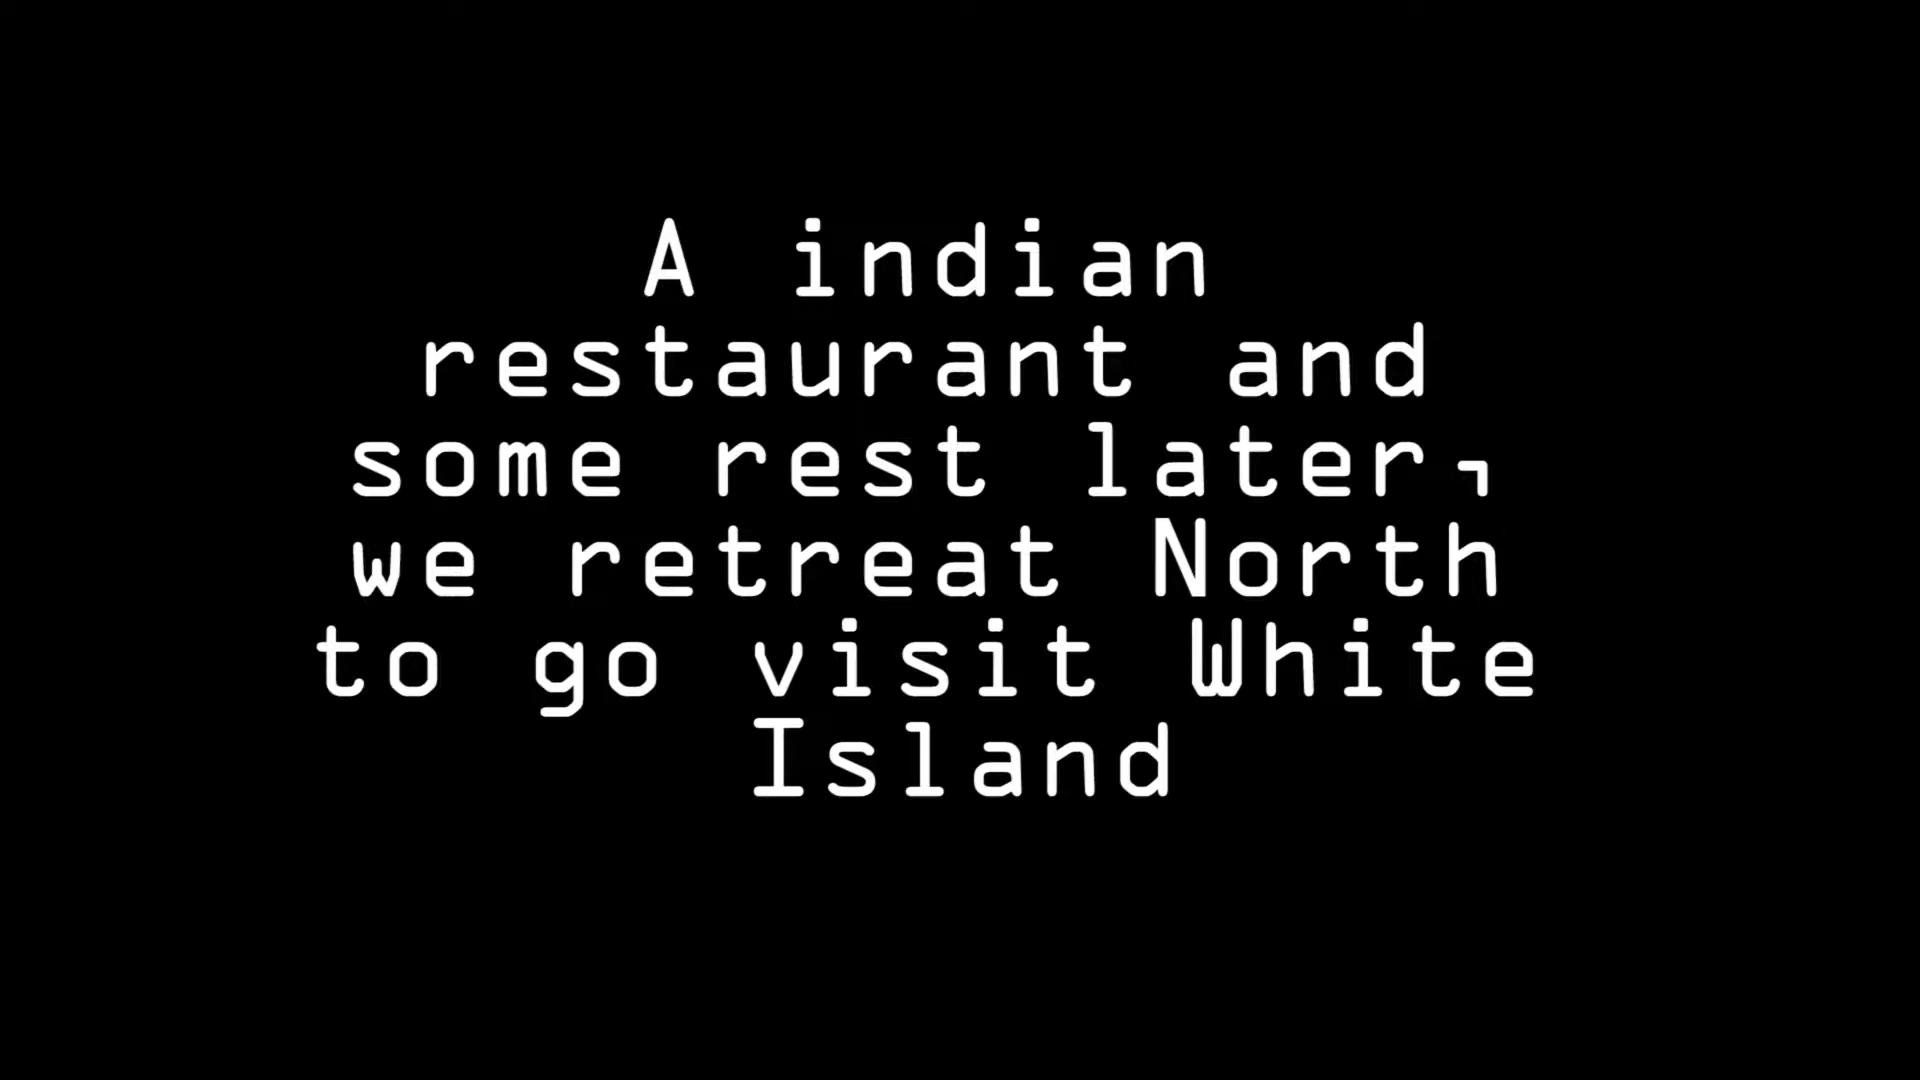 A indian
restaurant and
some rest later,
we retreat North
to go visit White
Island